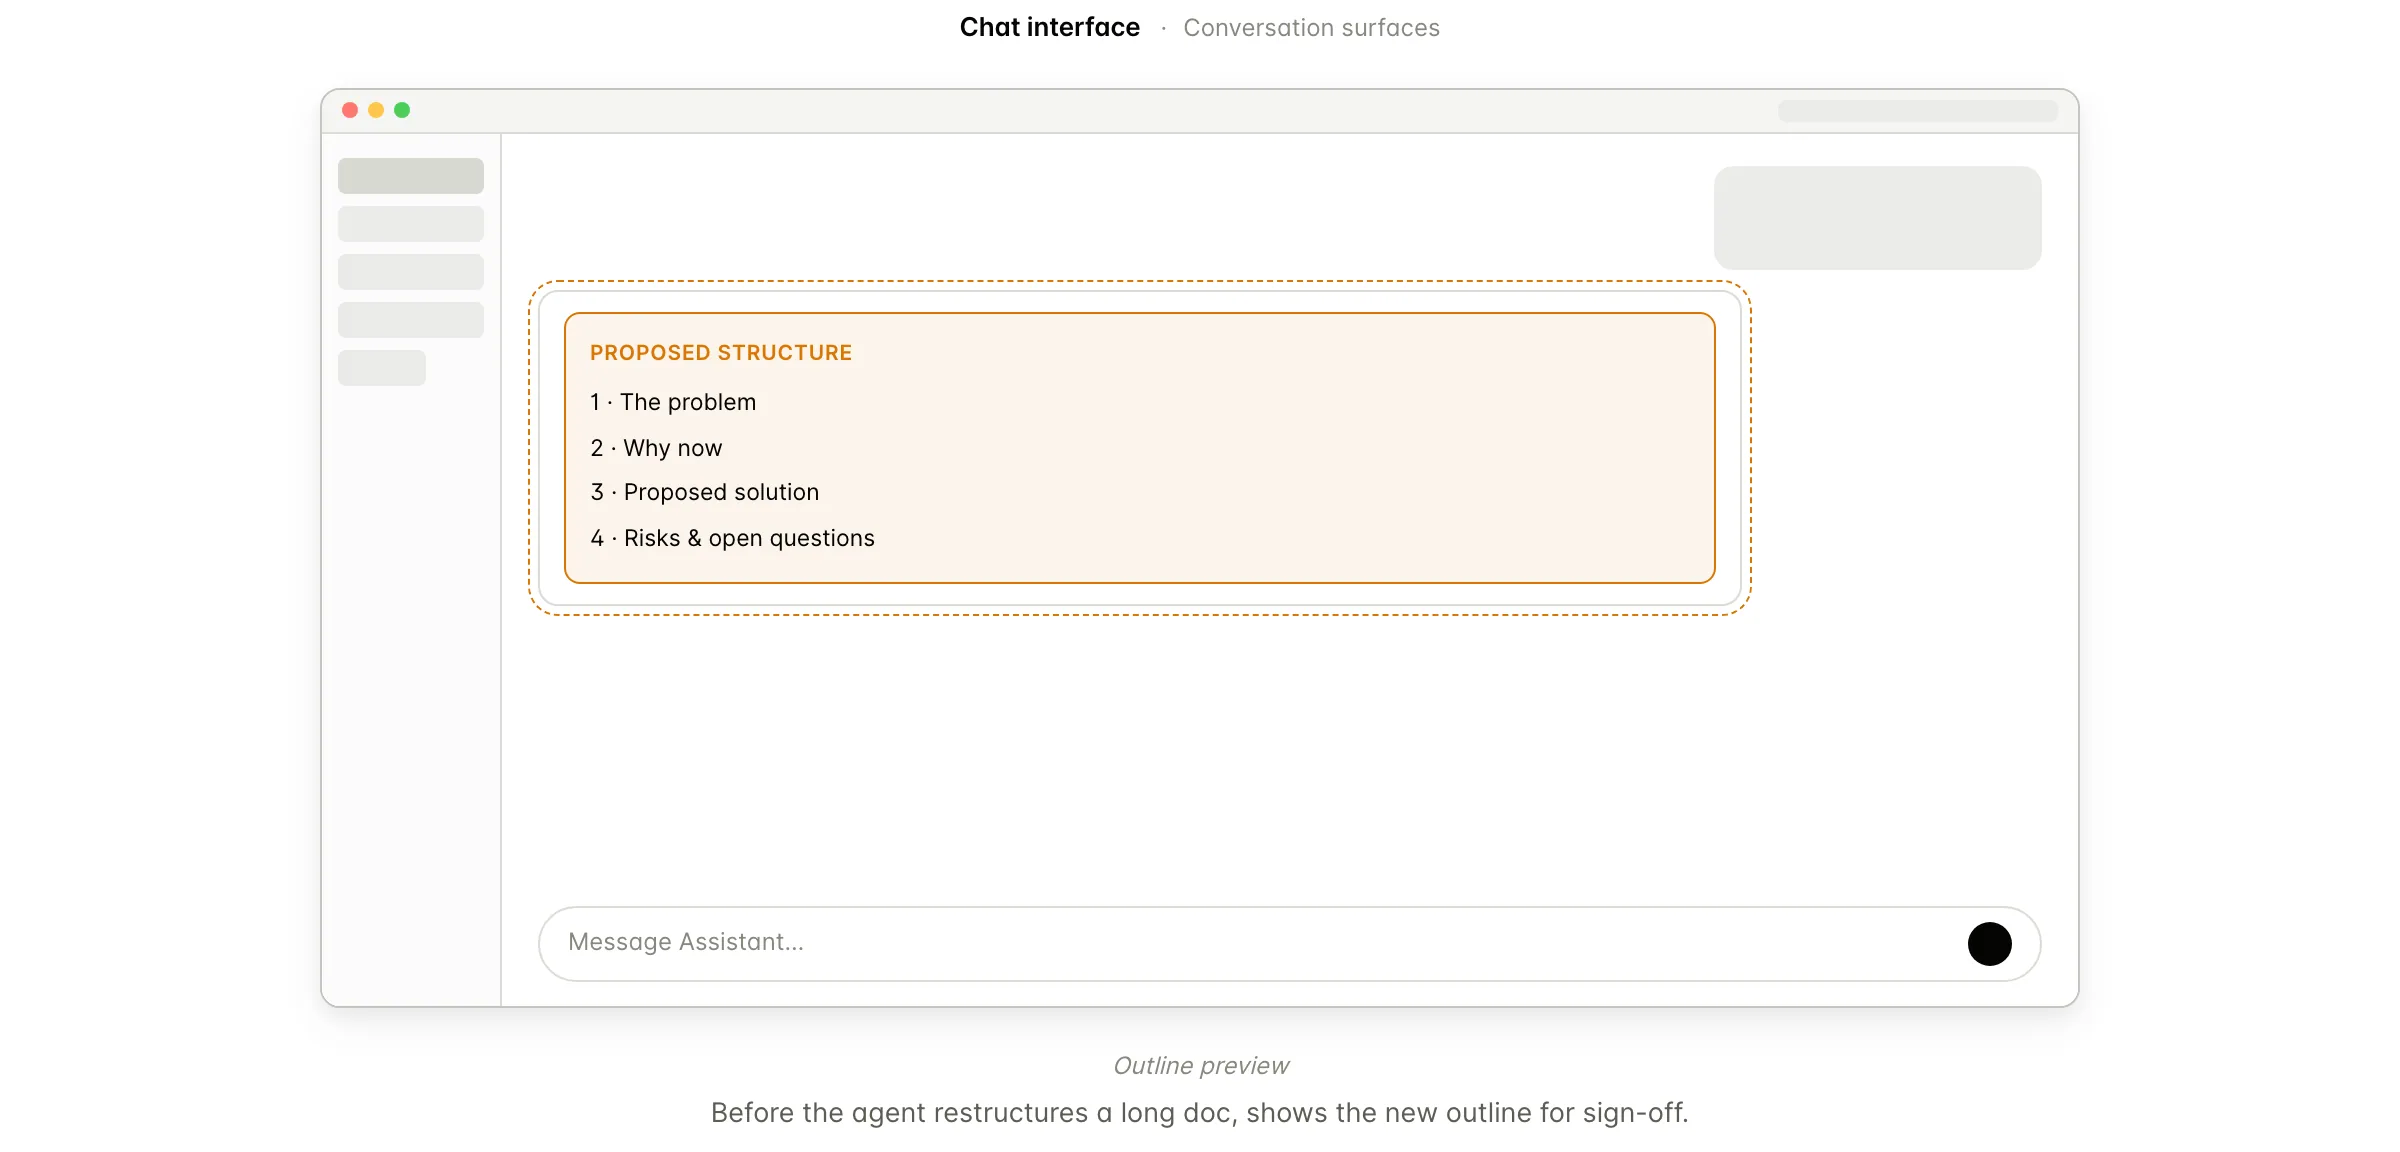 Chat interface · Conversation surfaces
PROPOSED STRUCTURE
1 · The problem
2 · Why now
3 · Proposed solution
4 · Risks & open questions
Message Assistant...
Outline preview
Before the agent restructures a long doc, shows the new outline for sign-off.